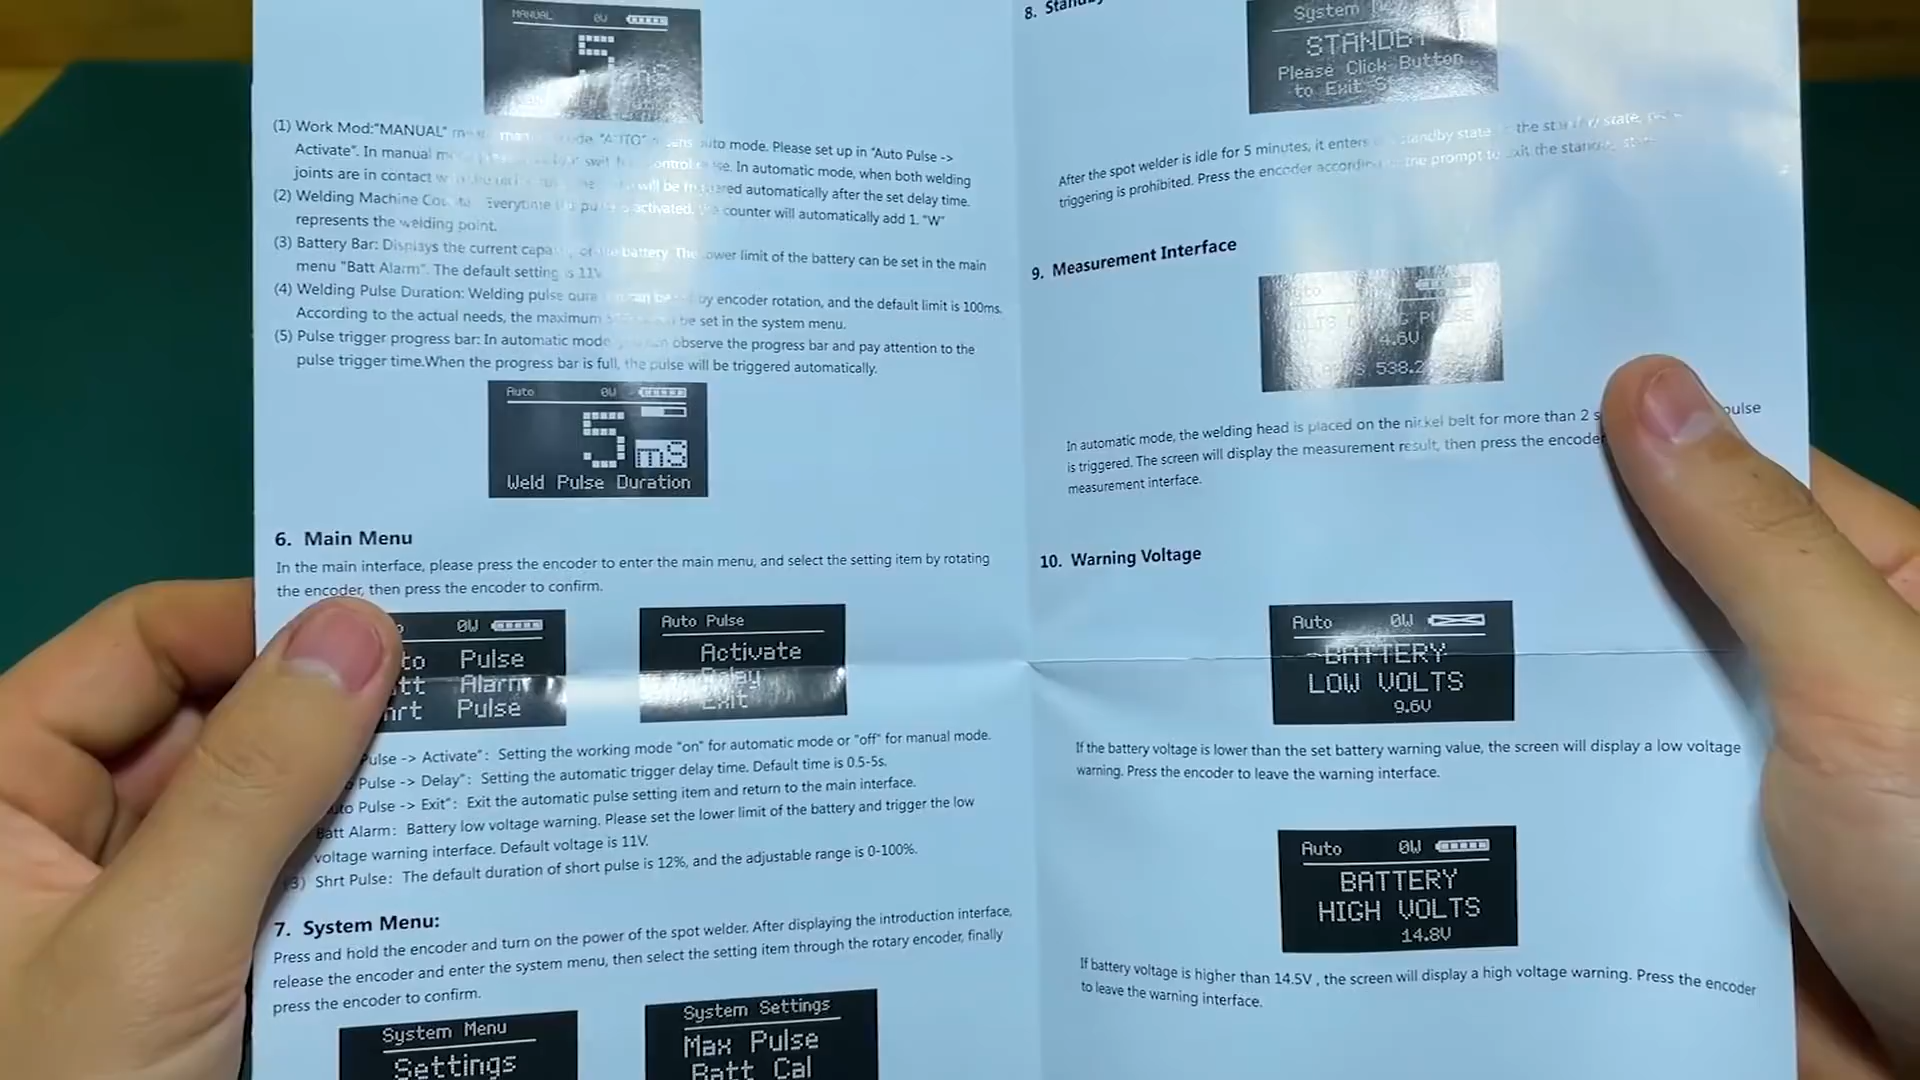 MANUAL 0W
5
(1) Work Mod:"MANUAL" mode. "AUTO" auto mode. Please set up in "Auto Pulse ->
Activate". In manual In automatic mode, when both welding
joints are in contact will be automatically after the set delay time.
(2) Welding Machine Everytime activated, counter will automatically add 1. "W"
represents the welding point.
(3) Battery Bar: Displays the current battery. The lower limit of the battery can be set in the main
menu "Batt Alarm". The default setting is 11V
(4) Welding Pulse Duration: Welding pulse by encoder rotation, and the default limit is 100ms.
According to the actual needs, the maximum be set in the system menu.
(5) Pulse trigger progress bar: In automatic mode observe the progress bar and pay attention to the
pulse trigger time.When the progress bar is full, the pulse will be triggered automatically.
Auto 0W
5 mS
Weld Pulse Duration
6. Main Menu
In the main interface, please press the encoder to enter the main menu, and select the setting item by rotating
the encoder, then press the encoder to confirm.
0W
Pulse
Alarm
Pulse
Auto Pulse
Activate
Delay
Exit
Pulse -> Activate": Setting the working mode "on" for automatic mode or "off" for manual mode.
Pulse -> Delay": Setting the automatic trigger delay time. Default time is 0.5-5s.
Pulse -> Exit": Exit the automatic pulse setting item and return to the main interface.
Batt Alarm: Battery low voltage warning. Please set the lower limit of the battery and trigger the low
voltage warning interface. Default voltage is 11V.
(3) Shrt Pulse: The default duration of short pulse is 12%, and the adjustable range is 0-100%.
7. System Menu:
Press and hold the encoder and turn on the power of the spot welder. After displaying the introduction interface,
release the encoder and enter the system menu, then select the setting item through the rotary encoder, finally
press the encoder to confirm.
System Menu
Settings
System Settings
Max Pulse
Batt Cal
8. Standby
System
STANDBY
Please Click Button
to Exit
After the spot welder is idle for 5 minutes, it enters standby state. the state,
triggering is prohibited. Press the encoder according the prompt to exit the
9. Measurement Interface
PULSE
4.6V
538.2
In automatic mode, the welding head is placed on the nickel belt for more than 2 pulse
is triggered. The screen will display the measurement result, then press the encoder
measurement interface.
10. Warning Voltage
Auto 0W
BATTERY
LOW VOLTS
9.6V
If the battery voltage is lower than the set battery warning value, the screen will display a low voltage
warning. Press the encoder to leave the warning interface.
Auto 0W
BATTERY
HIGH VOLTS
14.8V
If battery voltage is higher than 14.5V , the screen will display a high voltage warning. Press the encoder
to leave the warning interface.